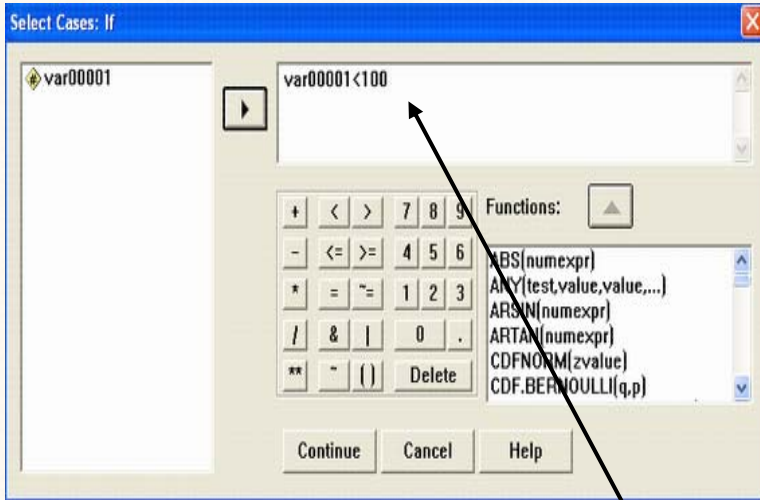 Select Cases: If
var00001
var00001<100
+ < > 7 8 9
- <= >= 4 5 6
* = ~= 1 2 3
/ & | 0 .
** ~ () Delete
Functions:
ABS(numexpr)
ANY(test,value,value,...)
ARSIN(numexpr)
ARTAN(numexpr)
CDFNORM(zvalue)
CDF.BERNOULLI(q,p)
Continue Cancel Help